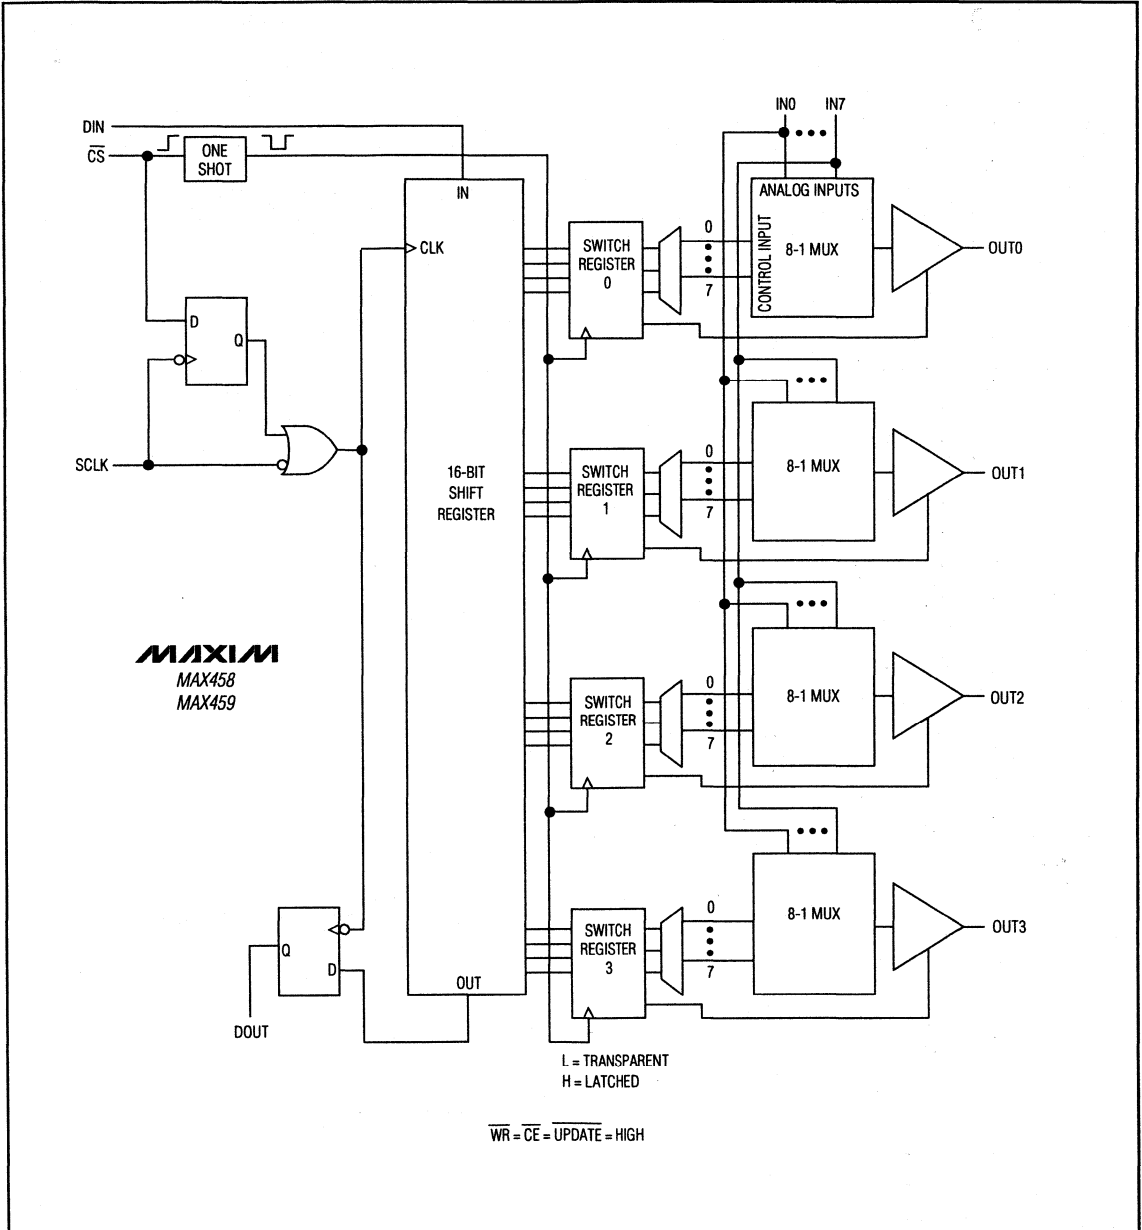 IN0 IN7
DIN
CS
ONE
SHOT
IN
CLK
ANALOG INPUTS
CONTROL INPUT
8-1 MUX
OUT0
SWITCH
REGISTER
0
0
7
D
Q
SCLK
16-BIT
SHIFT
REGISTER
SWITCH
REGISTER
1
0
7
8-1 MUX
OUT1
MAXIM
MAX458
MAX459
SWITCH
REGISTER
2
0
7
8-1 MUX
OUT2
SWITCH
REGISTER
3
0
7
8-1 MUX
OUT3
Q
D
OUT
DOUT
L = TRANSPARENT
H = LATCHED
WR = CE = UPDATE = HIGH